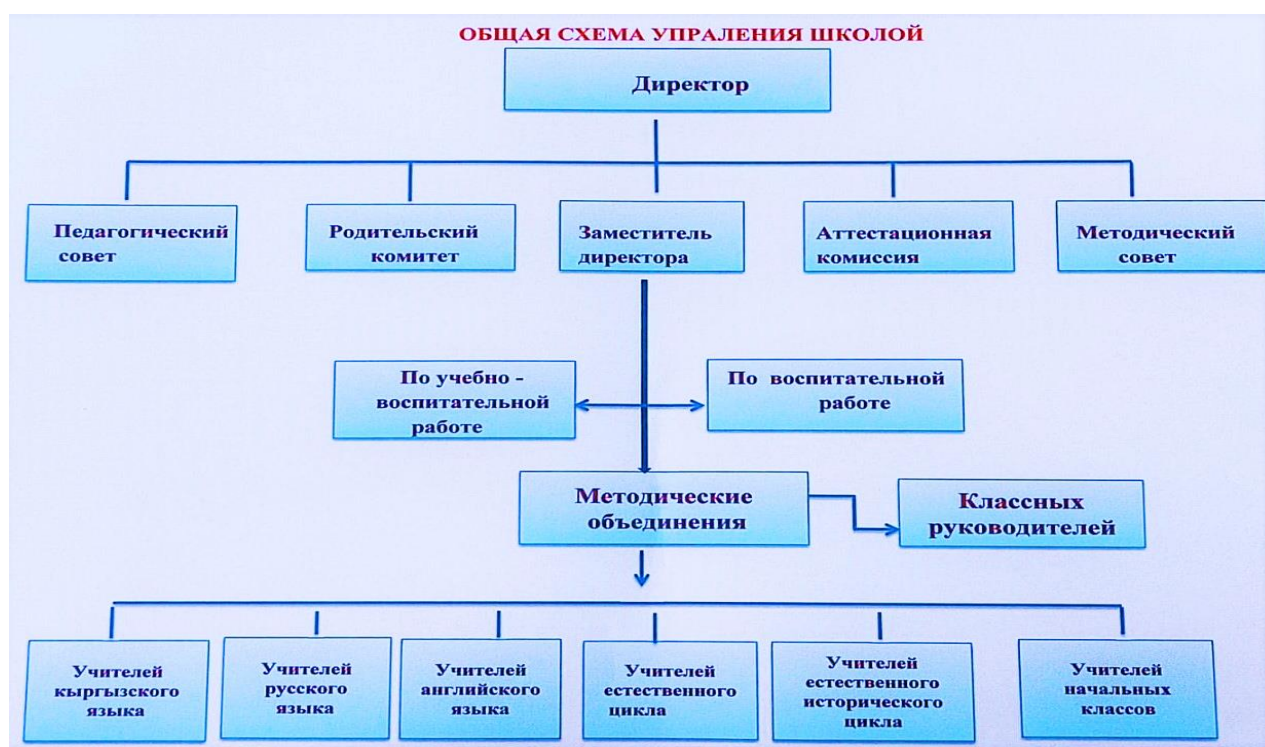 ОБЩАЯ СХЕМА УПРАЛЕНИЯ ШКОЛОЙ
Директор
Педагогический
совет
Родительский
комитет
Заместитель
директора
Аттестационная
комиссия
Методический
совет
По учебно -
воспитательной
работе
По воспитательной
работе
Методические
объединения
Классных
руководителей
Учителей
кыргызского
языка
Учителей
русского
языка
Учителей
английского
языка
Учителей
естественного
цикла
Учителей
естественного
исторического
цикла
Учителей
начальных
классов